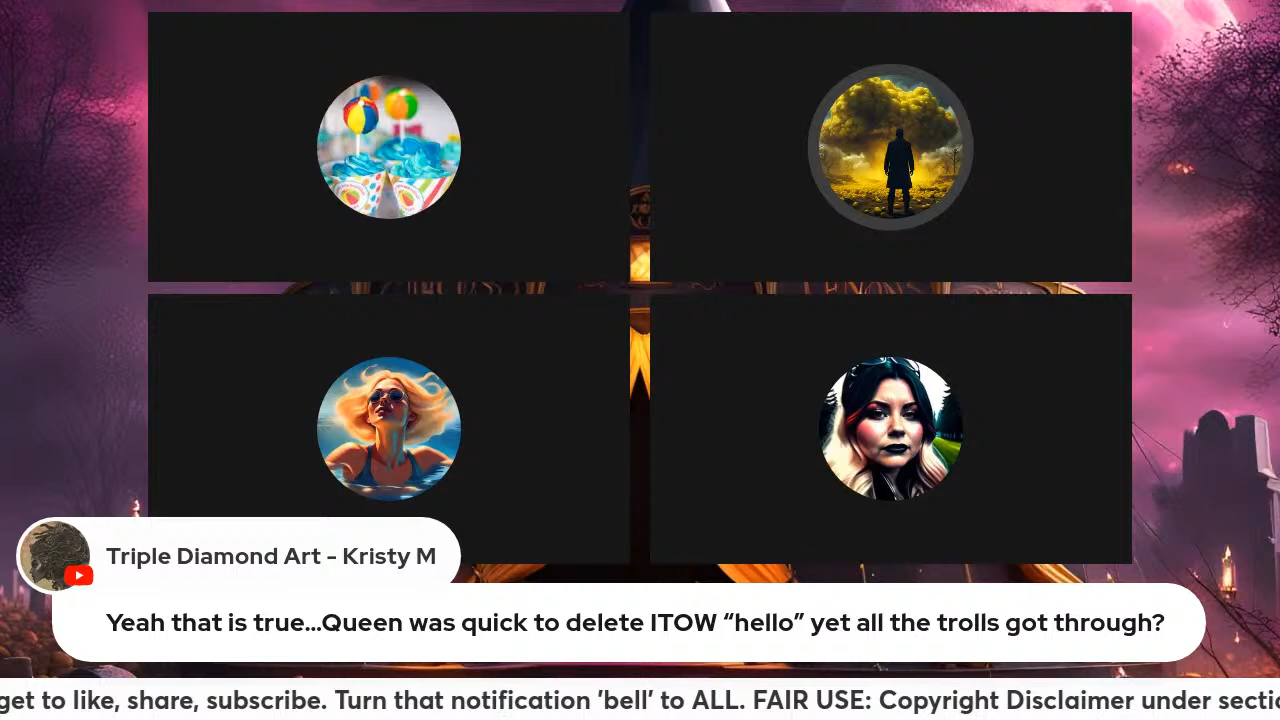 Triple Diamond Art - Kristy M
Yeah that is true...Queen was quick to delete ITOW “hello” yet all the trolls got through?
get to like, share, subscribe. Turn that notification 'bell' to ALL. FAIR USE: Copyright Disclaimer under sectio